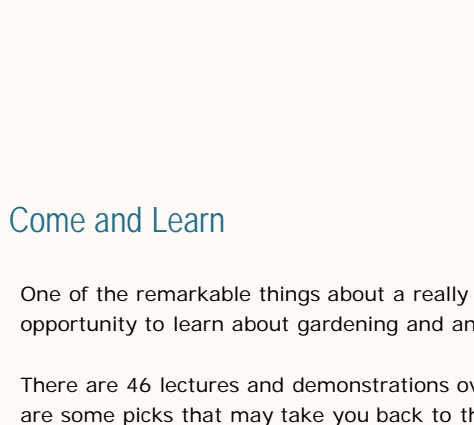 Come and Learn
One of the remarkable things about a really
opportunity to learn about gardening and an
There are 46 lectures and demonstrations ov
are some picks that may take you back to th